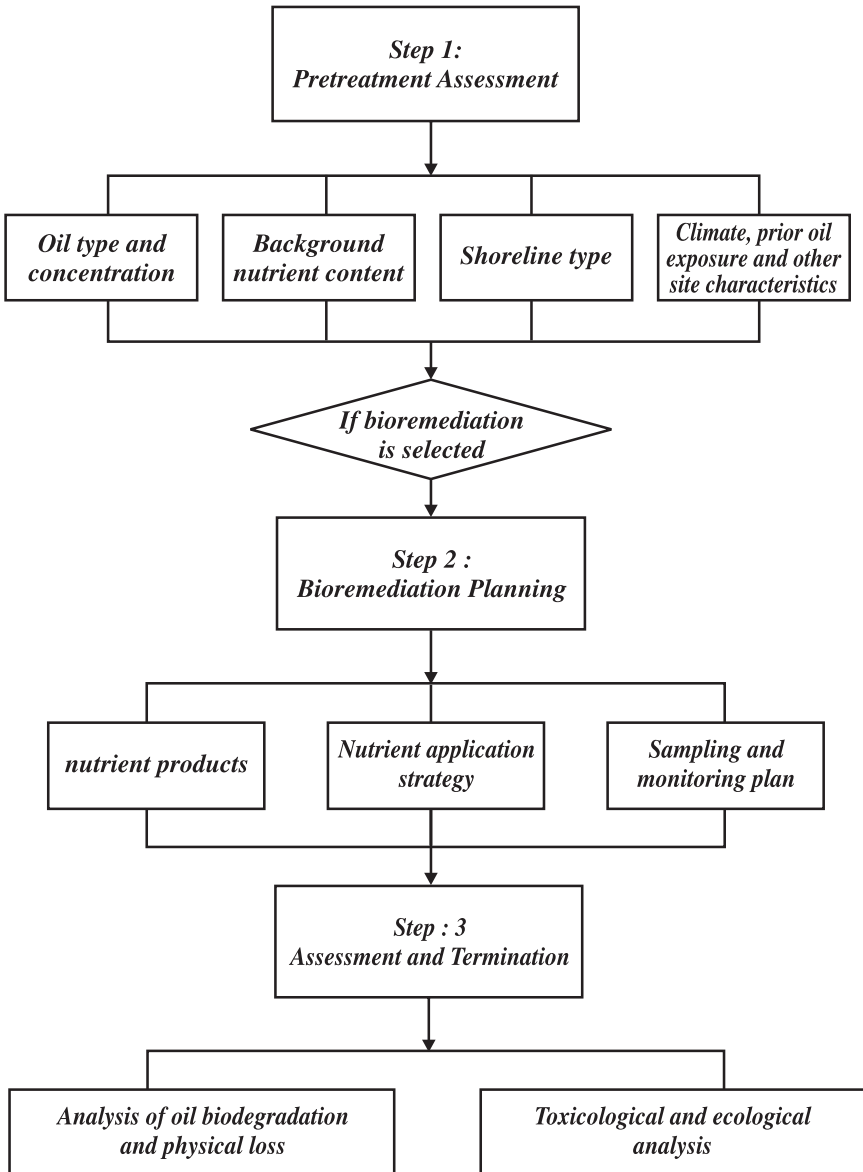 Step 1:
Pretreatment Assessment
Oil type and
concentration
Background
nutrient content
Shoreline type
Climate, prior oil
exposure and other
site characteristics
If bioremediation
is selected
Step 2 :
Bioremediation Planning
nutrient products
Nutrient application
strategy
Sampling and
monitoring plan
Step : 3
Assessment and Termination
Analysis of oil biodegradation
and physical loss
Toxicological and ecological
analysis